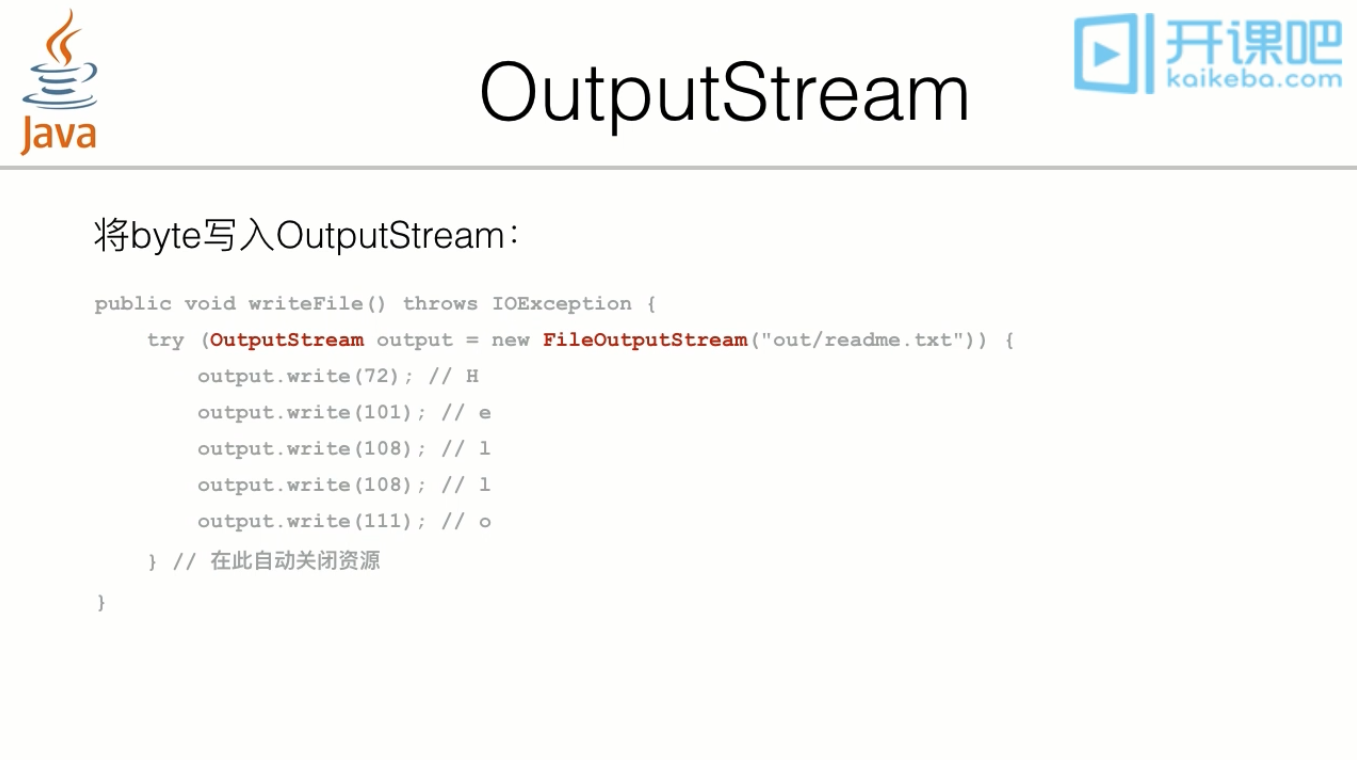 Java
OutputStream
开课吧
kaikeba.com
将byte写入OutputStream：
public void writeFile() throws IOException {
    try (OutputStream output = new FileOutputStream("out/readme.txt")) {
        output.write(72); // H
        output.write(101); // e
        output.write(108); // l
        output.write(108); // l
        output.write(111); // o
    } // 在此自动关闭资源
}